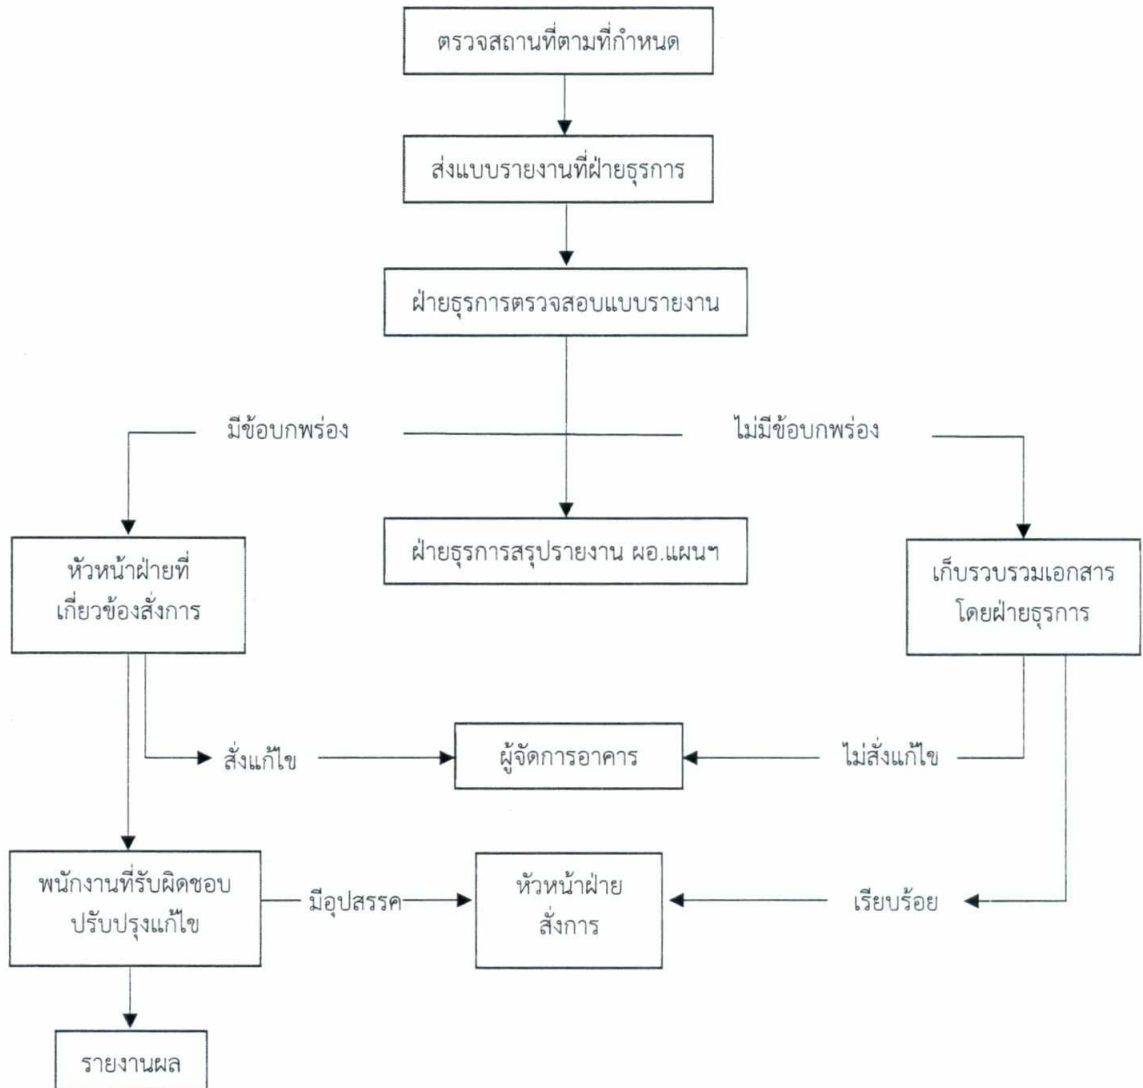 ตรวจสถานที่ตามที่กำหนด
ส่งแบบรายงานที่ฝ่ายธุรการ
ฝ่ายธุรการตรวจสอบแบบรายงาน
มีข้อบกพร่อง
ไม่มีข้อบกพร่อง
ฝ่ายธุรการสรุปรายงาน ผอ.แผนฯ
หัวหน้าฝ่ายที่
เกี่ยวข้องสั่งการ
เก็บรวบรวมเอกสาร
โดยฝ่ายธุรการ
สั่งแก้ไข
ผู้จัดการอาคาร
ไม่สั่งแก้ไข
พนักงานที่รับผิดชอบ
ปรับปรุงแก้ไข
มีอุปสรรค
หัวหน้าฝ่าย
สั่งการ
เรียบร้อย
รายงานผล